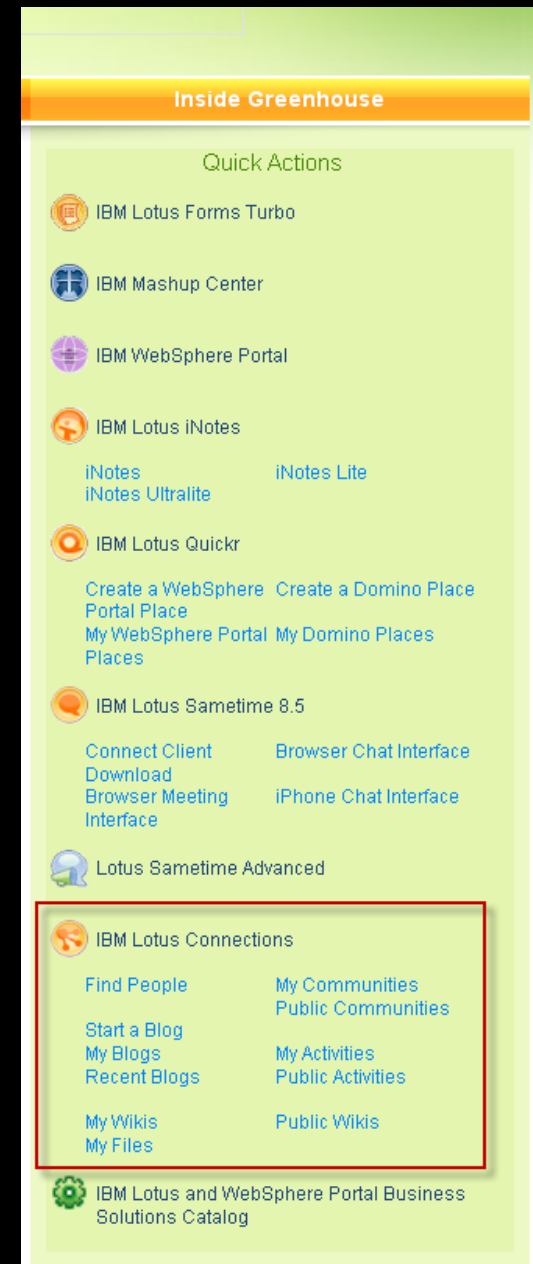 Inside Greenhouse
Quick Actions
IBM Lotus Forms Turbo
IBM Mashup Center
IBM WebSphere Portal
IBM Lotus iNotes
iNotes iNotes Lite
iNotes Ultralite
IBM Lotus Quickr
Create a WebSphere Create a Domino Place
Portal Place
My WebSphere Portal My Domino Places
Places
IBM Lotus Sametime 8.5
Connect Client Browser Chat Interface
Download
Browser Meeting iPhone Chat Interface
Interface
Lotus Sametime Advanced
IBM Lotus Connections
Find People My Communities
Public Communities
Start a Blog
My Blogs My Activities
Recent Blogs Public Activities
My Wikis Public Wikis
My Files
IBM Lotus and WebSphere Portal Business
Solutions Catalog